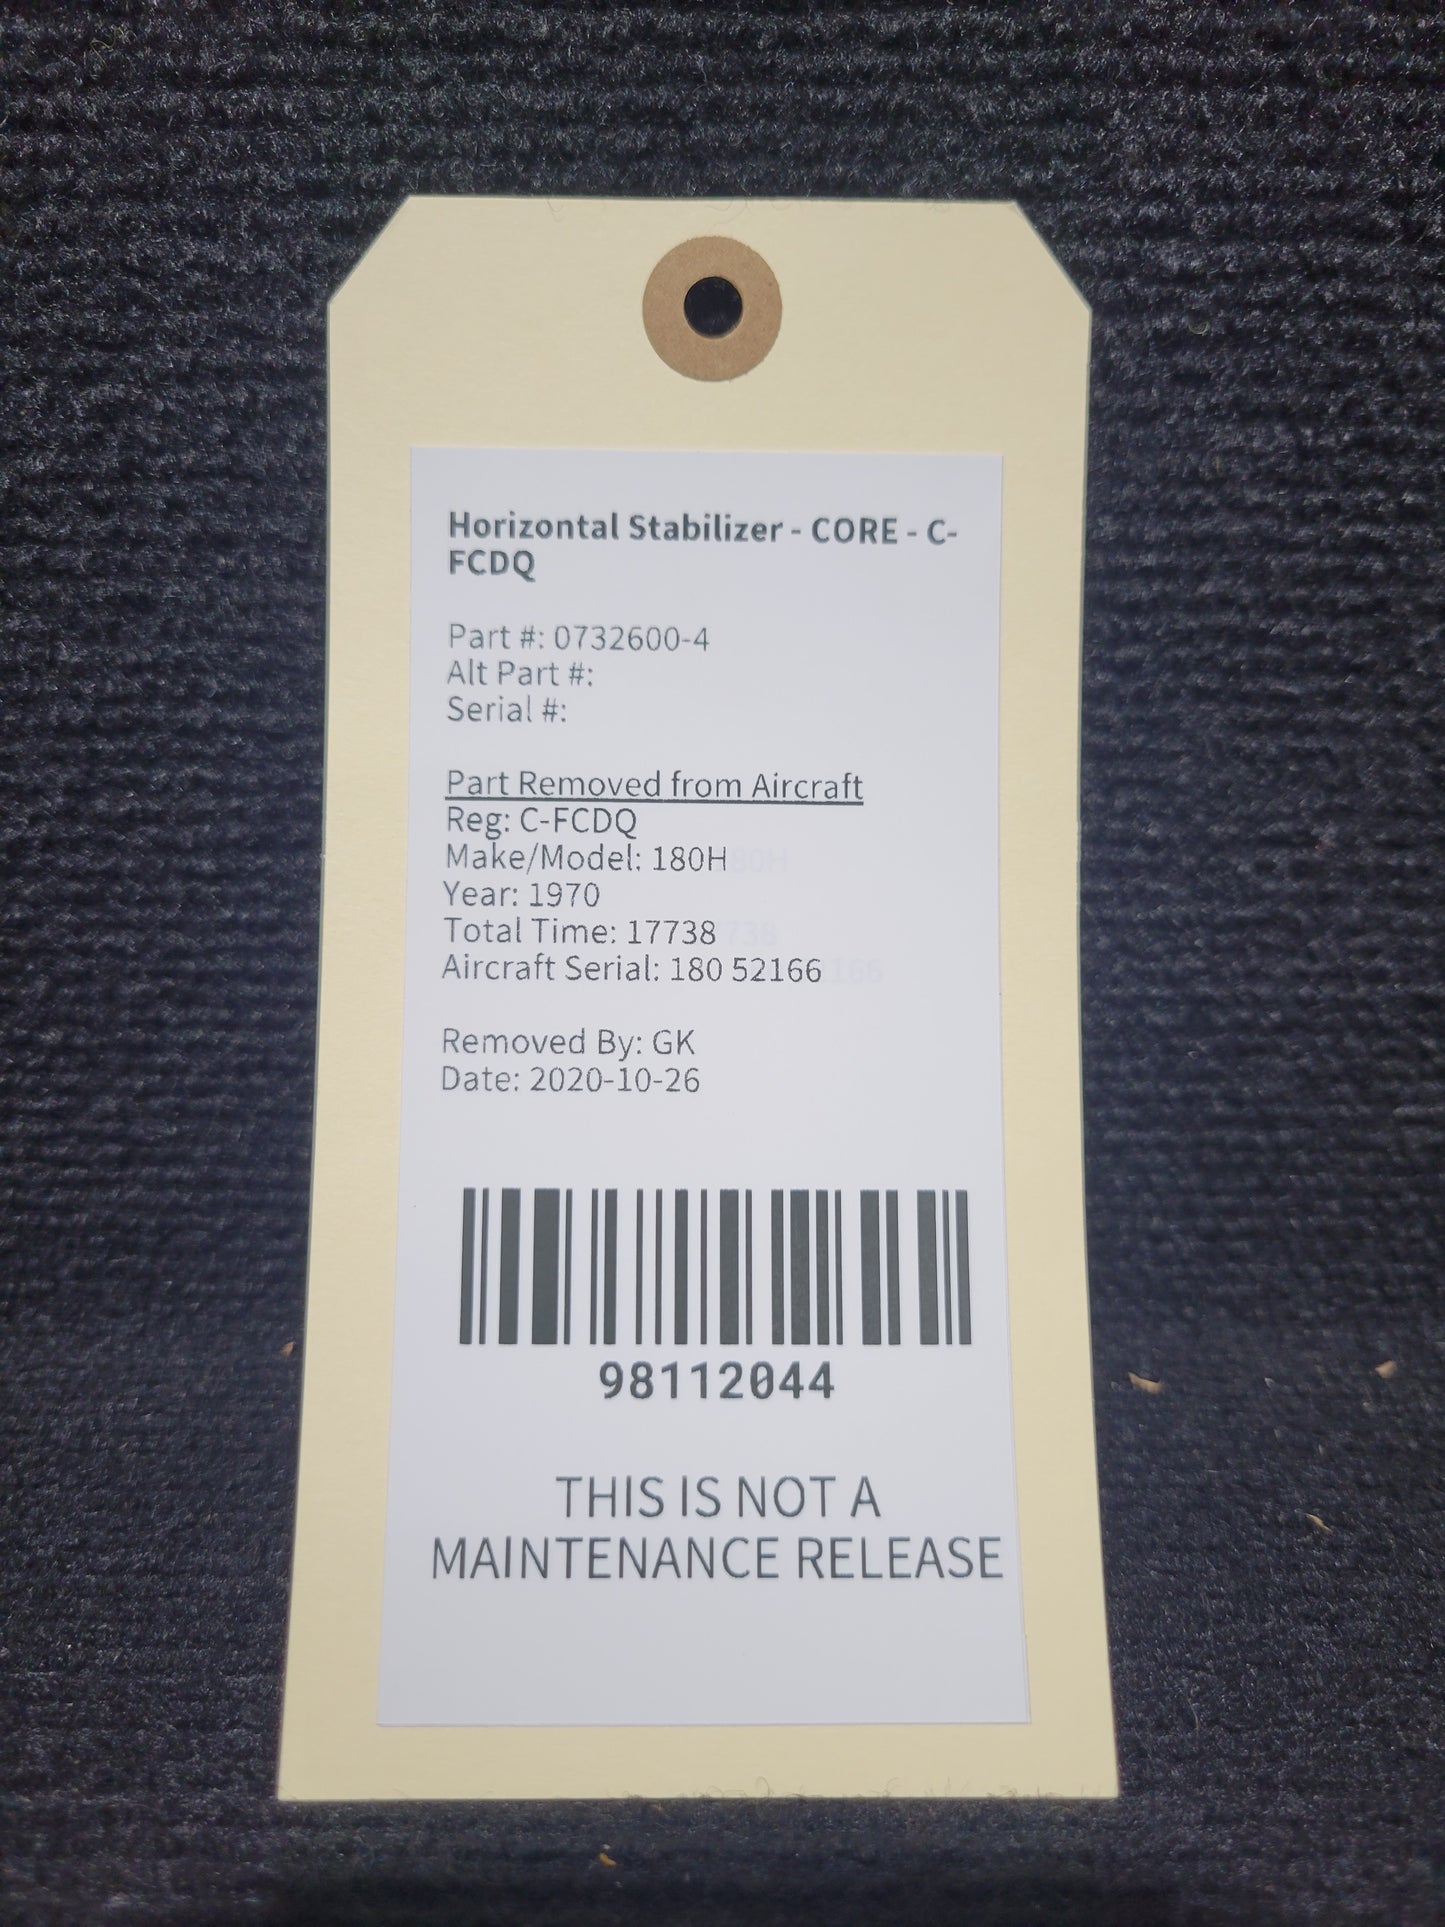 Horizontal Stabilizer - CORE - C-
FCDQ
Part #: 0732600-4
Alt Part #:
Serial #:
Part Removed from Aircraft
Reg: C-FCDQ
Make/Model: 180H
Year: 1970
Total Time: 17738
Aircraft Serial: 180 52166
Removed By: GK
Date: 2020-10-26
98112044
THIS IS NOT A
MAINTENANCE RELEASE